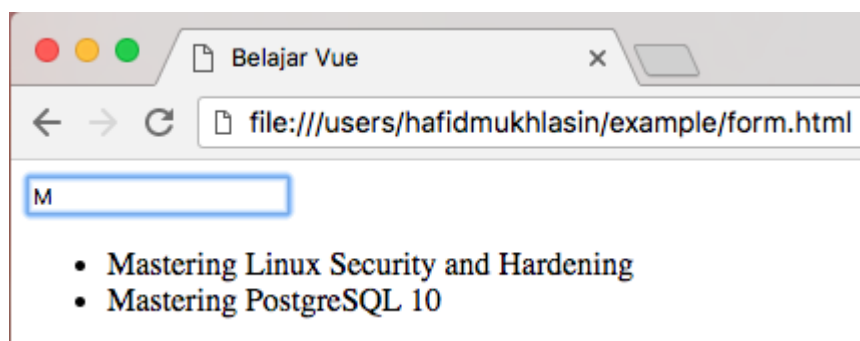 Belajar Vue
file:///users/hafidmukhlasin/example/form.html
M
• Mastering Linux Security and Hardening
• Mastering PostgreSQL 10